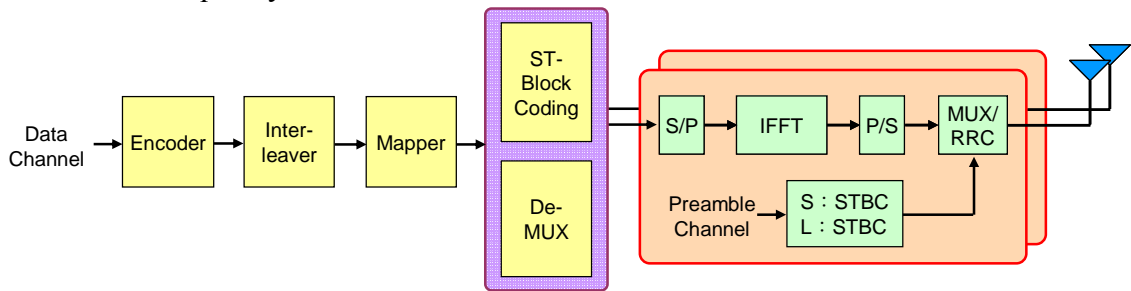 Data
Channel
Encoder
Inter-
leaver
Mapper
ST-
Block
Coding
De-
MUX
S/P
IFFT
P/S
MUX/
RRC
Preamble
Channel
S：STBC
L：STBC